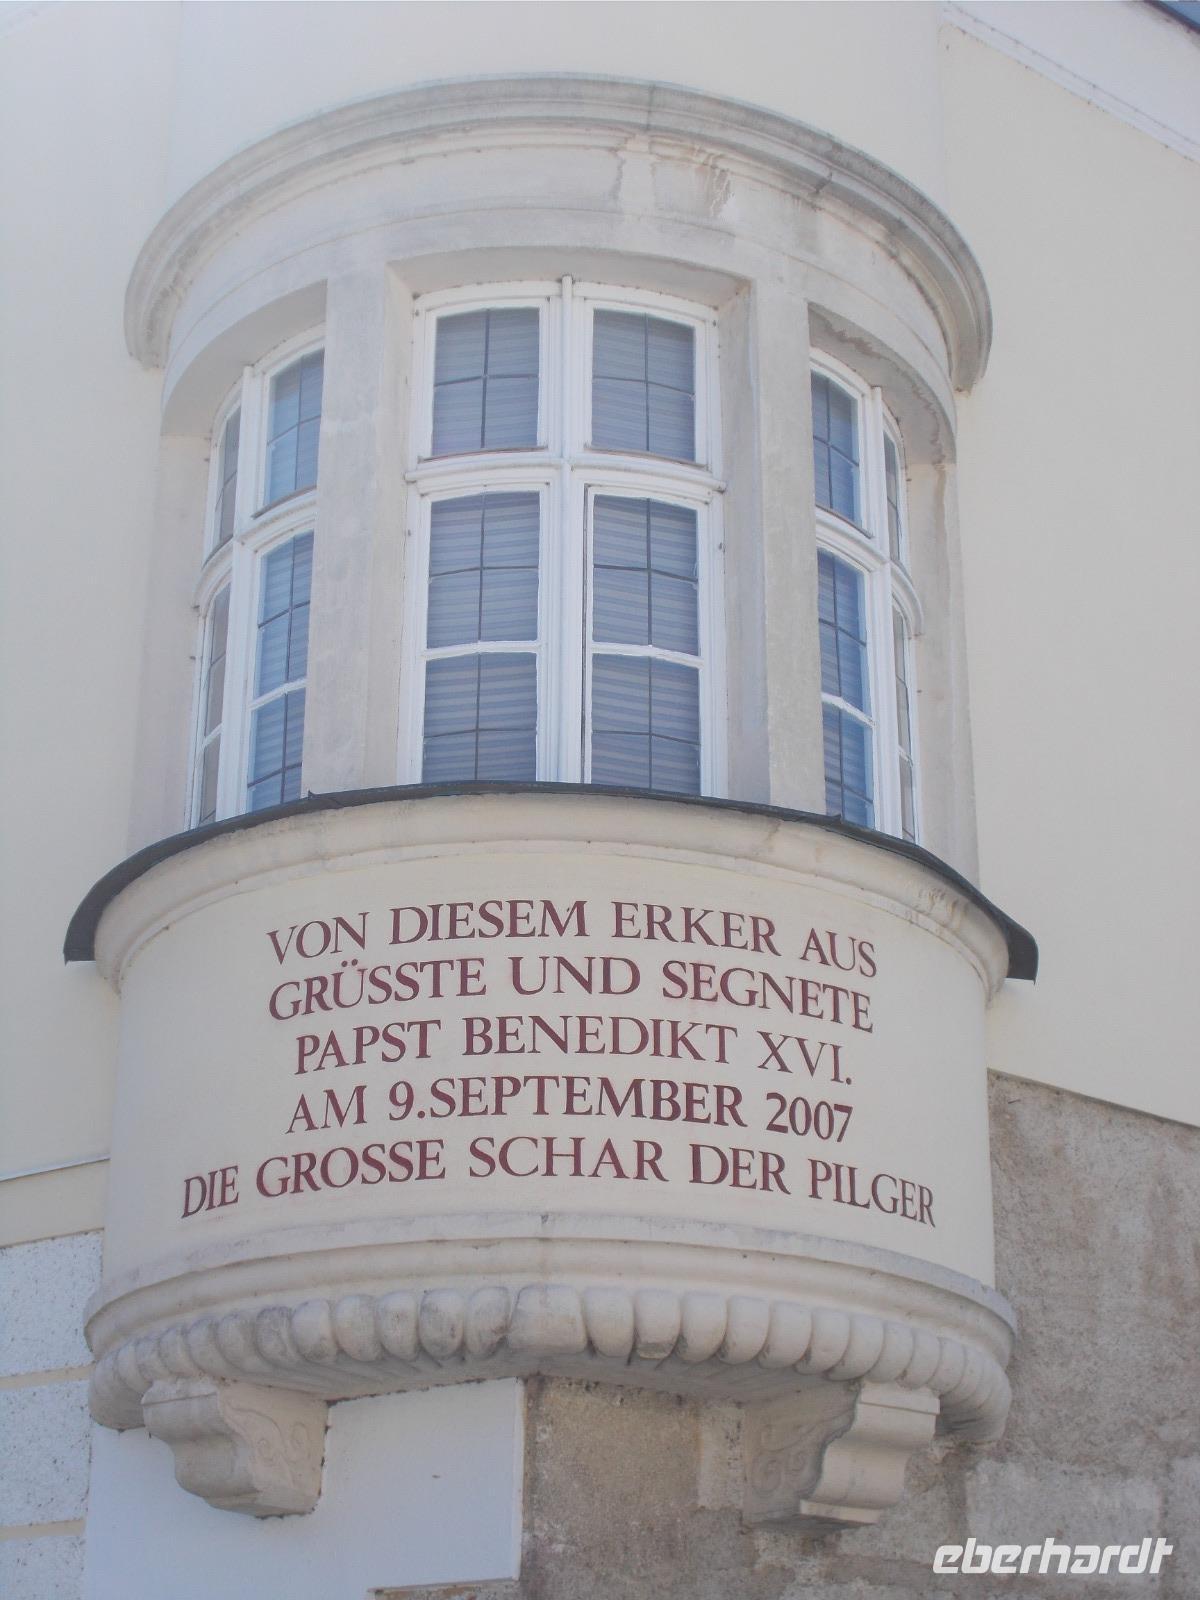 VON DIESEM ERKER AUS
GRÜSSTE UND SEGNETE
PAPST BENEDIKT XVI.
AM 9.SEPTEMBER 2007
DIE GROSSE SCHAR DER PILGER
eberhardt